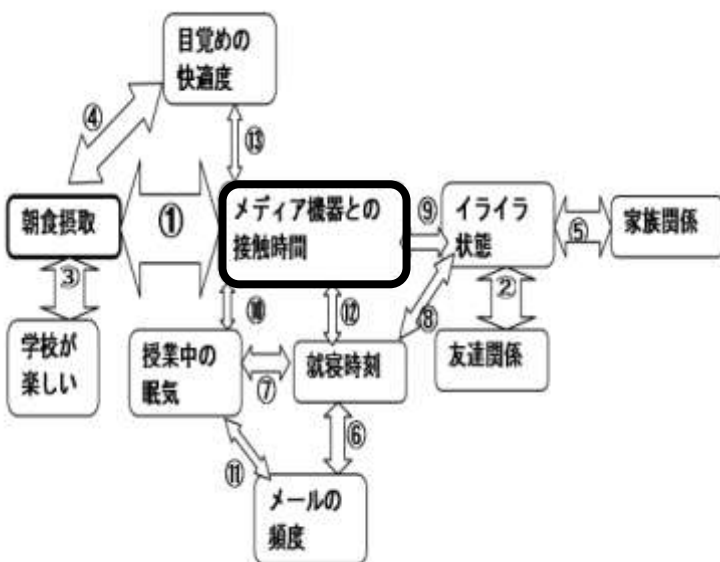 目覚めの
快適度
④
⑬
朝食摂取
①
メディア機器との
接触時間
⑨
イライラ
状態
⑤
家族関係
③
⑩
⑫
⑧
②
学校が
楽しい
授業中の
眠気
⑦
就寝時刻
友達関係
⑥
⑪
メールの
頻度